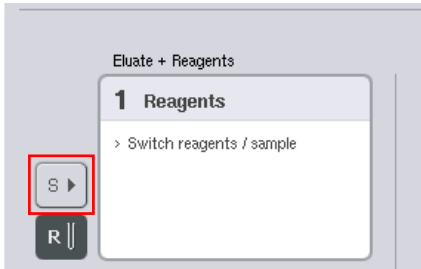 Eluate + Reagents
1 Reagents
> Switch reagents / sample
S
R